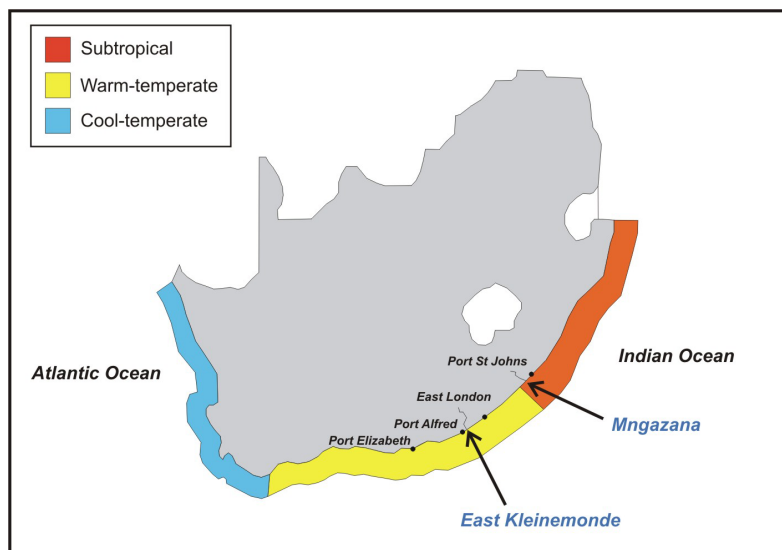 Subtropical
Warm-temperate
Cool-temperate
Port St Johns
Indian Ocean
Atlantic Ocean
East London
Mngazana
Port Alfred
Port Elizabeth
East Kleinemonde